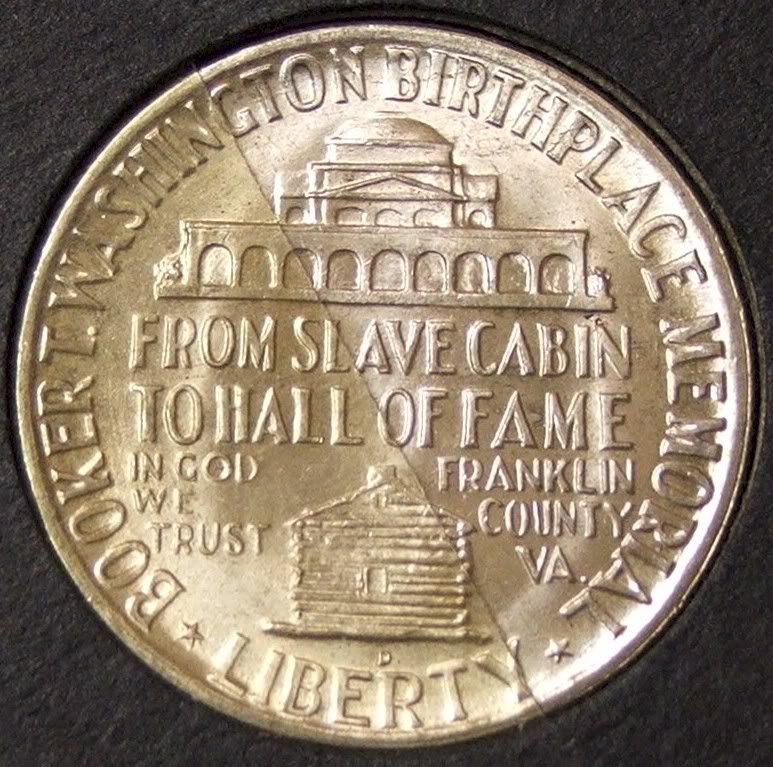 BOOKER T. WASHINGTON BIRTHPLACE MEMORIAL
FROM SLAVE CABIN
TO HALL OF FAME
IN GOD
WE
TRUST
FRANKLIN
COUNTY,
VA.
D
LIBERTY